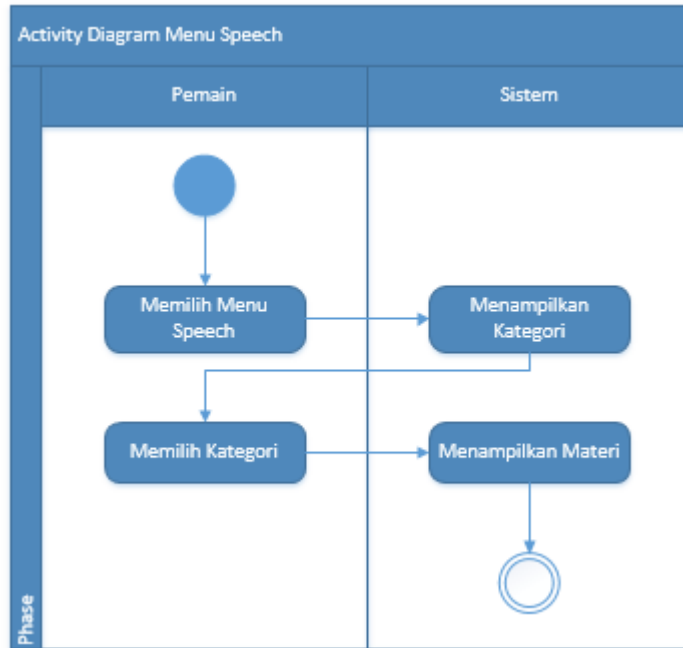 Activity Diagram Menu Speech
Pemain
Sistem
Memilih Menu
Speech
Menampilkan
Kategori
Memilih Kategori
Menampilkan Materi
Phase